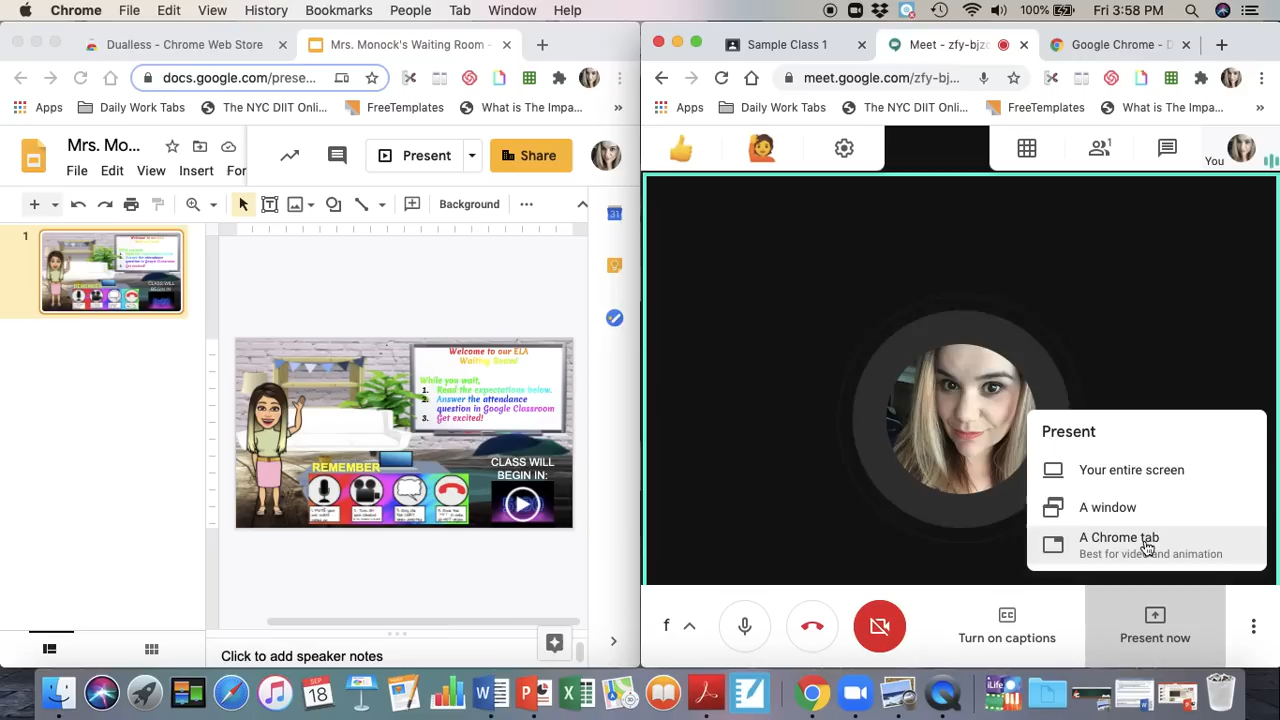 Chrome File Edit View History Bookmarks People Tab Window Help 100% Fri 3:58 PM
Dualless - Chrome Web Store
Mrs. Monock's Waiting Room -
docs.google.com/prese...
Apps Daily Work Tabs The NYC DIIT Onli... FreeTemplates What is The Impa... »
Mrs. Mo...
File Edit View Insert For
Present
Share
Background
1
Welcome to our ELA
Waiting Room!
While you wait,
1. Read the expectations below.
2. Answer the attendance
question in Google Classroom
3. Get excited!
REMEMBER
CLASS WILL
BEGIN IN:
Click to add speaker notes
Sample Class 1
Meet - zfy-bjzc
Google Chrome - D
meet.google.com/zfy-bj...
Apps Daily Work Tabs The NYC DIIT Onli... FreeTemplates What is The Impa... »
You
Present
Your entire screen
A window
A Chrome tab
Best for video and animation
f
Turn on captions
Present now
SEP
18